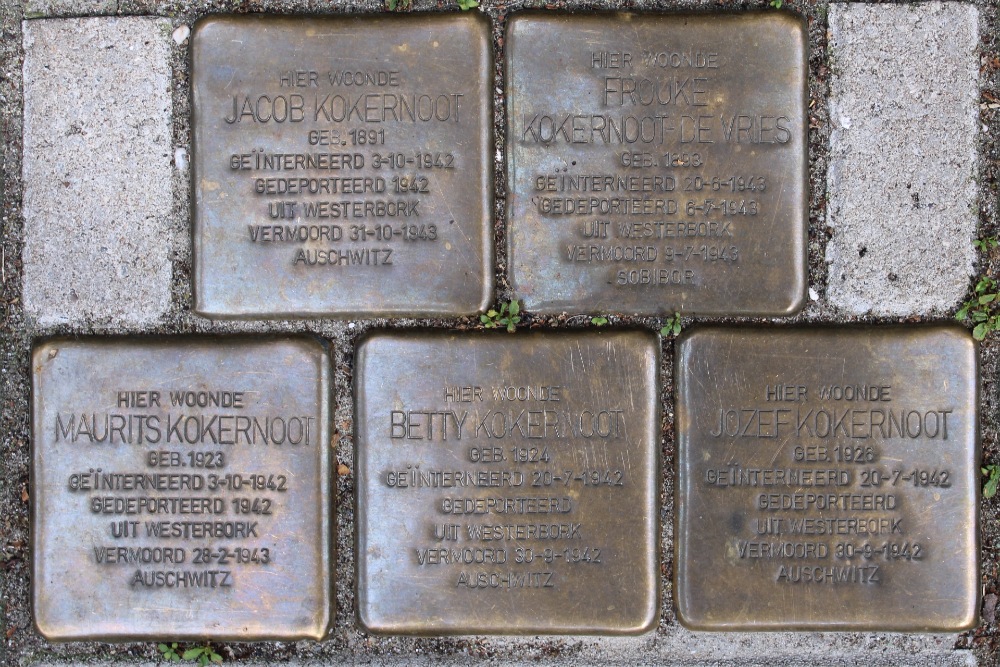 HIER WOONDE
JACOB KOKERNOOT
GEB. 1891
GEÏNTERNEERD 3-10-1942
GEDEPORTEERD 1942
UIT WESTERBORK
VERMOORD 31-10-1943
AUSCHWITZ
HIER WOONDE
FROUKE
KOKERNOOT-DE VRIES
GEB. 1893
GEÏNTERNEERD 20-6-1943
GEDEPORTEERD 6-7-1943
UIT WESTERBORK
VERMOORD 9-7-1943
SOBIBOR
HIER WOONDE
MAURITS KOKERNOOT
GEB. 1923
GEÏNTERNEERD 3-10-1942
GEDEPORTEERD 1942
UIT WESTERBORK
VERMOORD 28-2-1943
AUSCHWITZ
HIER WOONDE
BETTY KOKERNOOT
GEB. 1924
GEÏNTERNEERD 20-7-1942
GEDEPORTEERD
UIT WESTERBORK
VERMOORD 30-9-1942
AUSCHWITZ
HIER WOONDE
JOZEF KOKERNOOT
GEB. 1926
GEÏNTERNEERD 20-7-1942
GEDEPORTEERD
UIT WESTERBORK
VERMOORD 30-9-1942
AUSCHWITZ